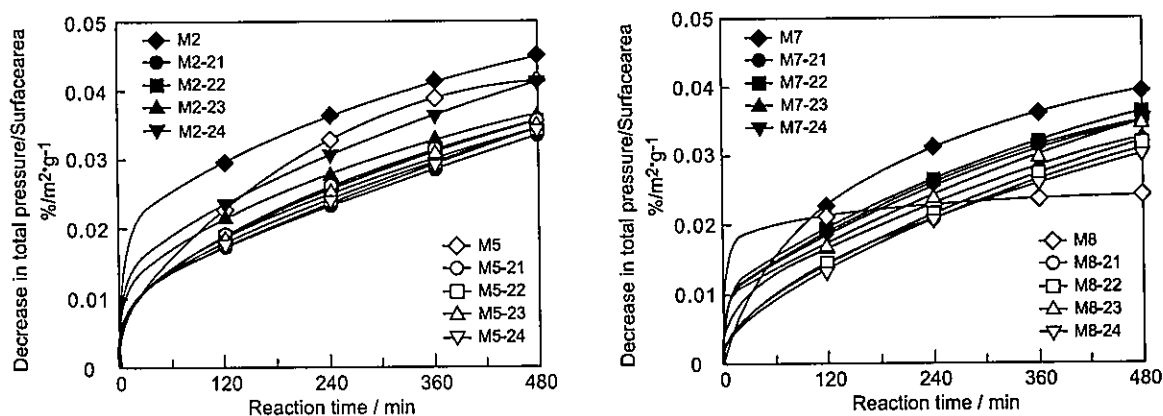 Decrease in total pressure/Surfacearea
%/m²·g-1
0.05
0.04
0.03
0.02
0.01
0
M2
M2-21
M2-22
M2-23
M2-24
M5
M5-21
M5-22
M5-23
M5-24
0 120 240 360 480
Reaction time / min
Decrease in total pressure/Surfacearea
%/m²·g-1
0.05
0.04
0.03
0.02
0.01
0
M7
M7-21
M7-22
M7-23
M7-24
M8
M8-21
M8-22
M8-23
M8-24
0 120 240 360 480
Reaction time / min